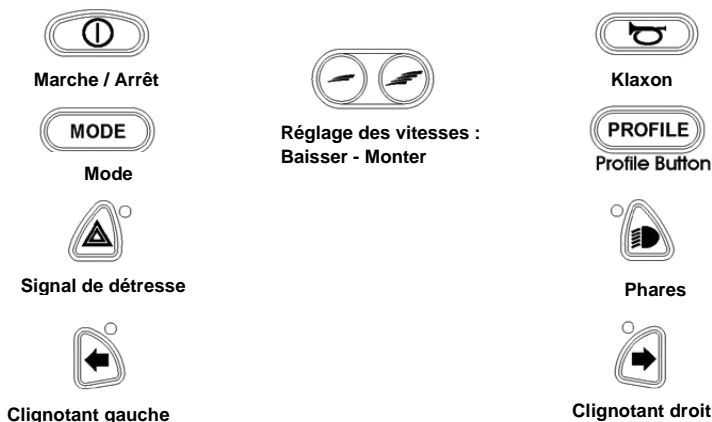 Marche / Arrêt
Klaxon
MODE
Réglage des vitesses :
Baisser - Monter
PROFILE
Profile Button
Mode
Signal de détresse
Phares
Clignotant gauche
Clignotant droit